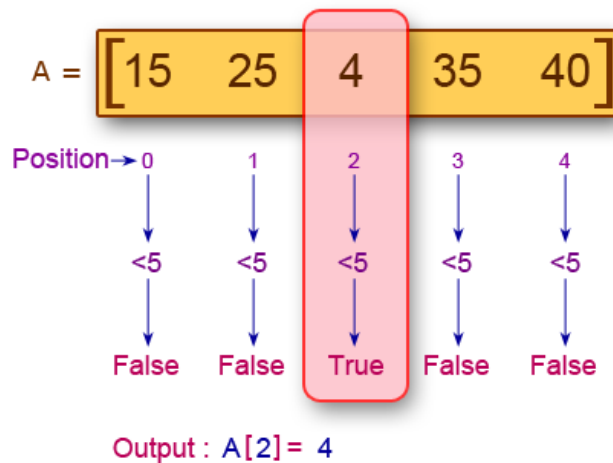 A = [15 25 4 35 40]
Position→ 0 1 2 3 4
<5 <5 <5 <5 <5
False False True False False
Output : A[2]= 4